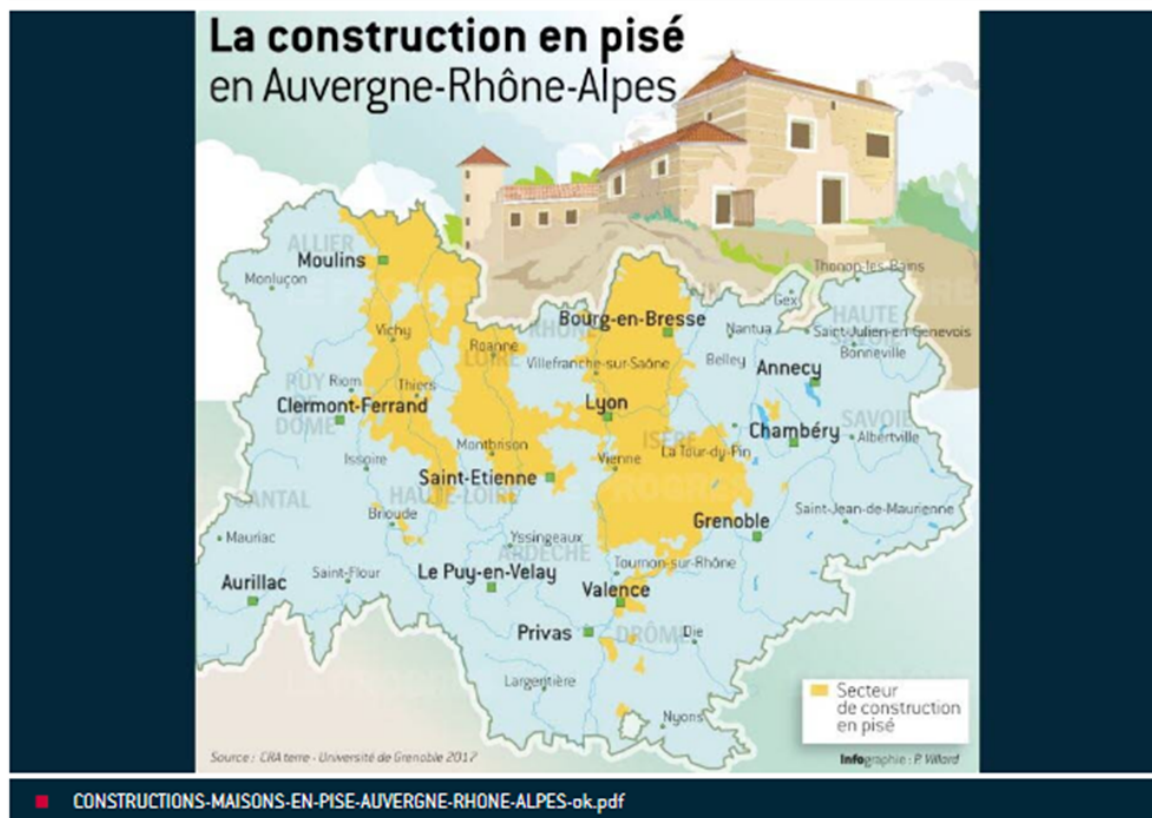 La construction en pisé
en Auvergne-Rhône-Alpes
ALLIER
Moulins
Monluçon
Thonon-les-Bains
Gex
HAUTE
SAVOIE
Saint-Julien-en-Genevois
Bonneville
RHÔNE
Bourg-en-Bresse
Nantua
Vichy
Roanne
LOIRE
Villefranche-sur-Saône
Belley
Annecy
PUY
DE
DÔME
Riom
Thiers
Clermont-Ferrand
Lyon
SAVOIE
Chambéry
Albertville
ISÈRE
La Tour-du-Pin
Montbrison
Issoire
Vienne
Saint-Etienne
CANTAL
HAUTE-LOIRE
Brioude
Grenoble
Saint-Jean-de-Maurienne
Mauriac
Yssingeaux
ARDÈCHE
Tournon-sur-Rhône
Saint-Flour
Le Puy-en-Velay
Aurillac
Valence
Privas
DRÔME
Die
Largentière
Nyons
Secteur
de construction
en pisé
Source : CRAterre - Université de Grenoble 2017
Infographie : P. Villard
CONSTRUCTIONS-MAISONS-EN-PISE-AUVERGNE-RHONE-ALPES-ok.pdf